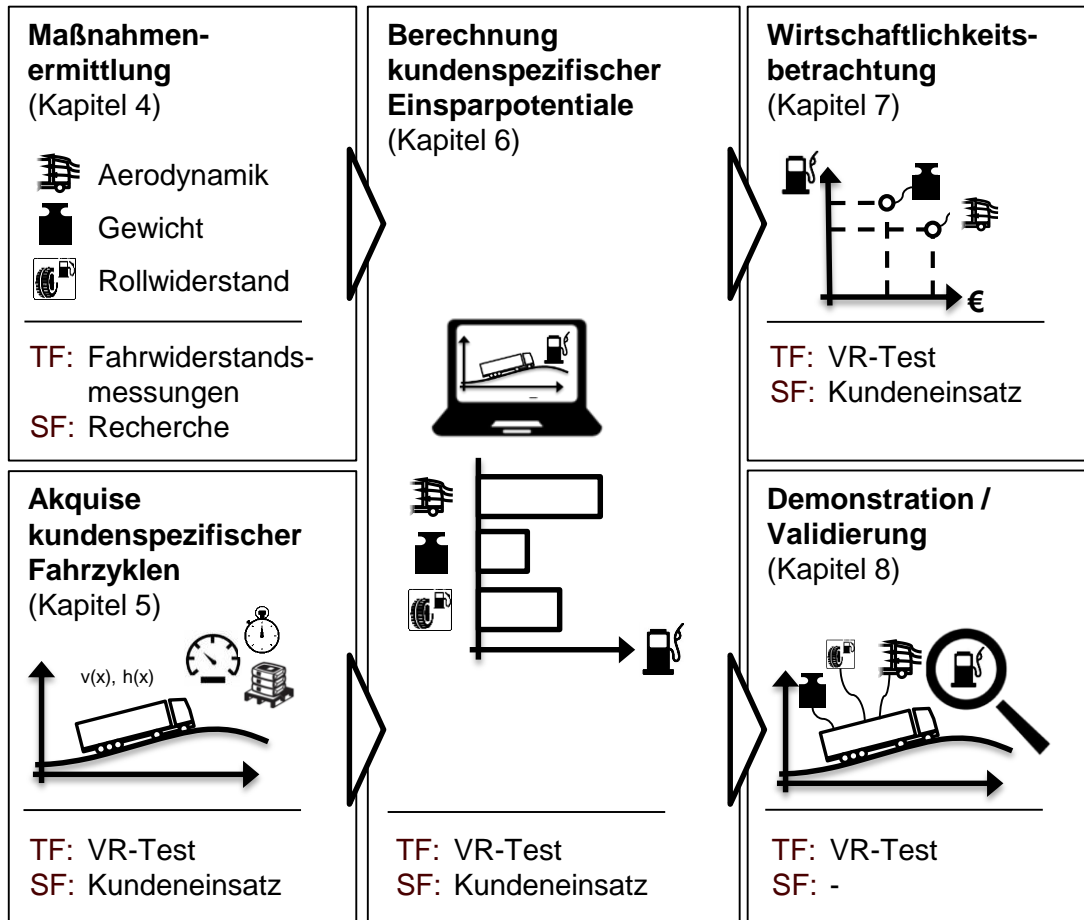 Maßnahmen-
ermittlung
(Kapitel 4)
Aerodynamik
Gewicht
Rollwiderstand
TF: Fahrwiderstands-
messungen
SF: Recherche
Akquise
kundenspezifischer
Fahrzyklen
(Kapitel 5)
v(x), h(x)
TF: VR-Test
SF: Kundeneinsatz
Berechnung
kundenspezifischer
Einsparpotentiale
(Kapitel 6)
TF: VR-Test
SF: Kundeneinsatz
Wirtschaftlichkeits-
betrachtung
(Kapitel 7)
€
TF: VR-Test
SF: Kundeneinsatz
Demonstration /
Validierung
(Kapitel 8)
TF: VR-Test
SF: -